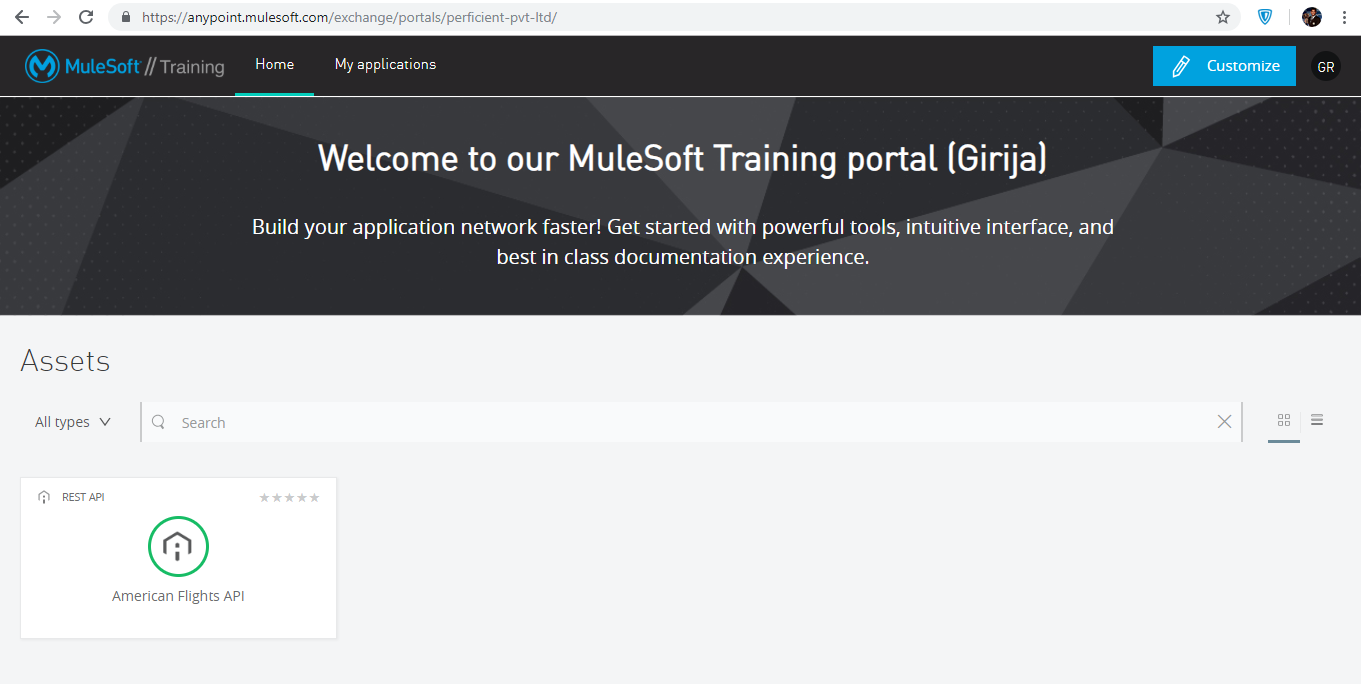 https://anypoint.mulesoft.com/exchange/portals/perficient-pvt-ltd/
MuleSoft // Training
Home
My applications
Customize
GR
Welcome to our MuleSoft Training portal (Girija)
Build your application network faster! Get started with powerful tools, intuitive interface, and
best in class documentation experience.
Assets
All types
Search
REST API
American Flights API